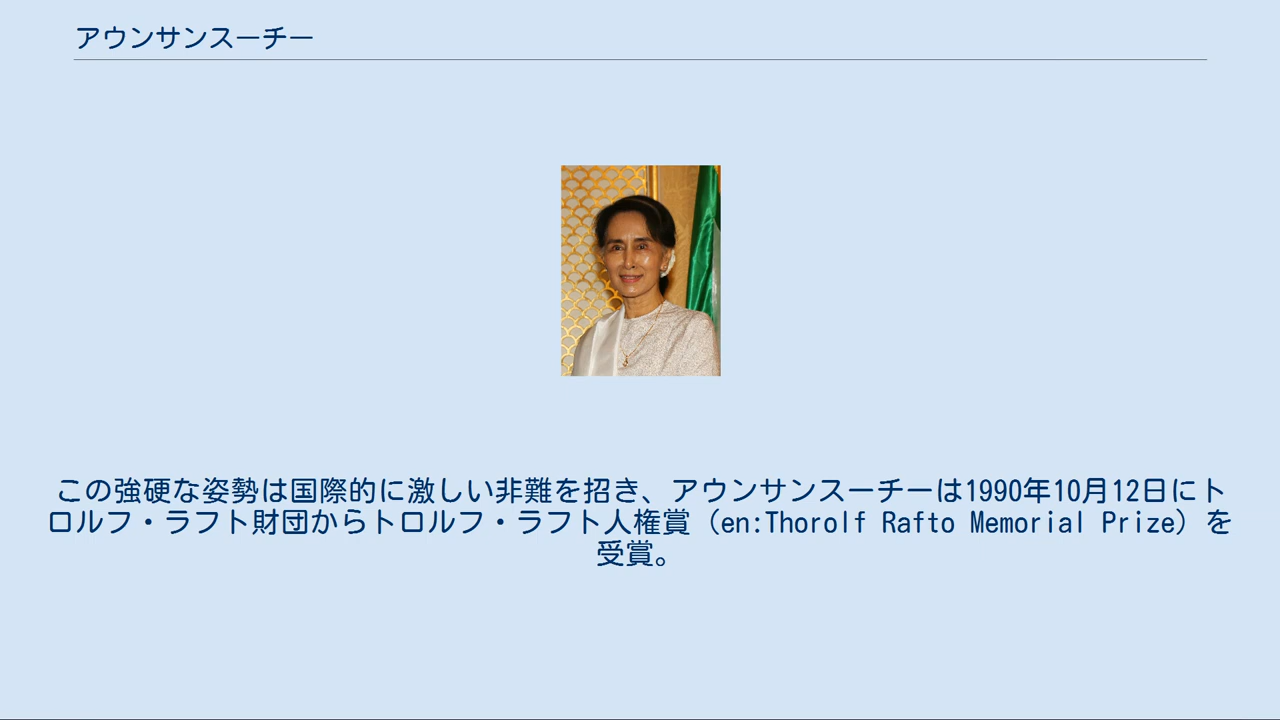 アウンサンスーチー
この強硬な姿勢は国際的に激しい非難を招き、アウンサンスーチーは1990年10月12日にト
ロルフ・ラフト財団からトロルフ・ラフト人権賞（en:Thorolf Rafto Memorial Prize）を
受賞。